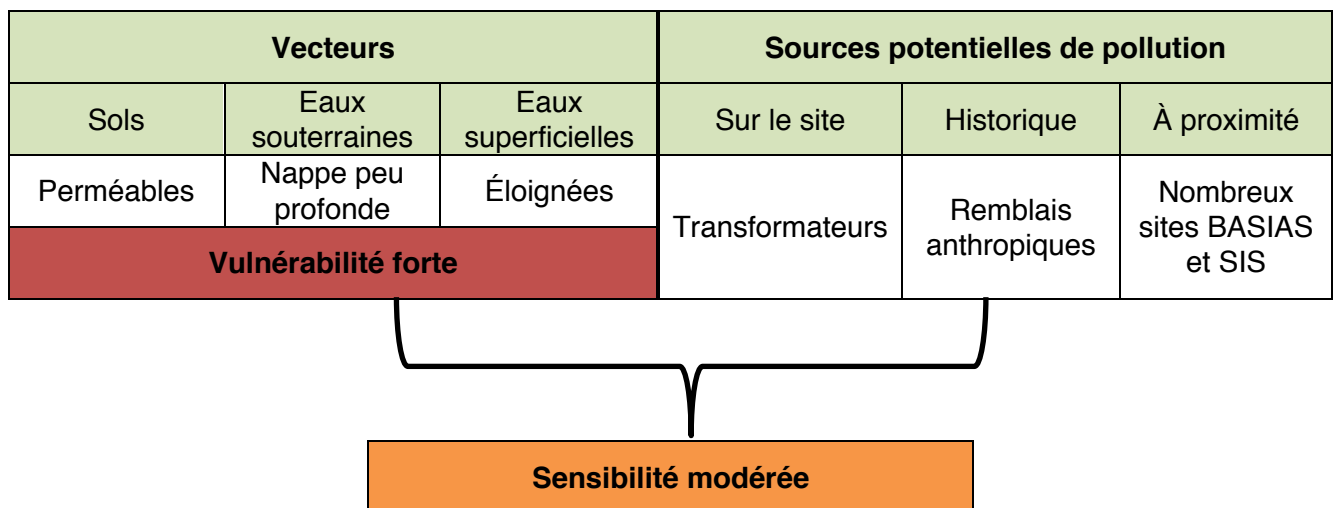 Vecteurs
Sources potentielles de pollution
Sols
Eaux
souterraines
Eaux
superficielles
Sur le site
Historique
À proximité
Perméables
Nappe peu
profonde
Éloignées
Transformateurs
Remblais
anthropiques
Nombreux
sites BASIAS
et SIS
Vulnérabilité forte
Sensibilité modérée